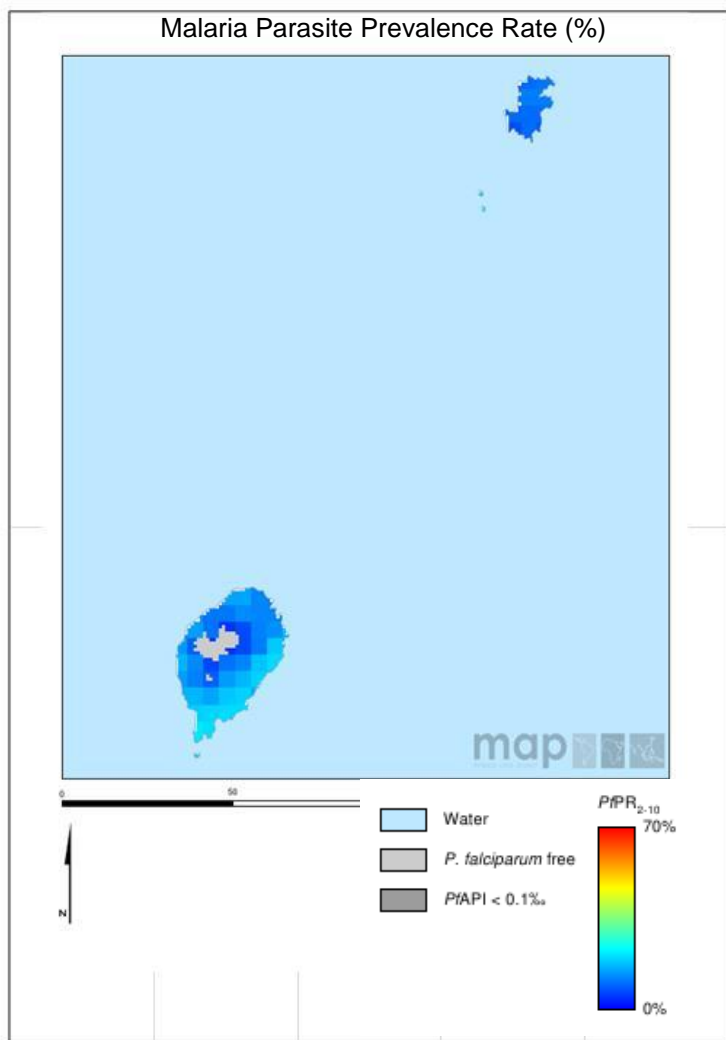 Malaria Parasite Prevalence Rate (%)
map
0 50
Water
P. falciparum free
PfAPI < 0.1‰
PfPR2-10
70%
0%
N